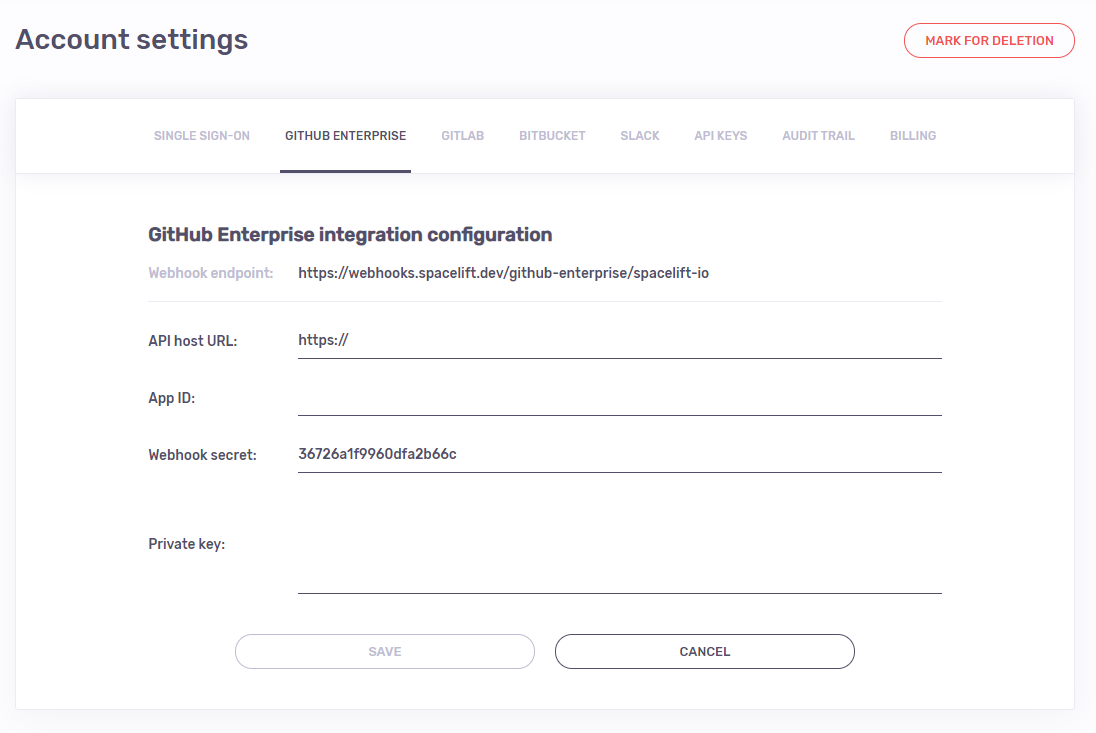 Account settings
MARK FOR DELETION
SINGLE SIGN-ON GITHUB ENTERPRISE GITLAB BITBUCKET SLACK API KEYS AUDIT TRAIL BILLING
GitHub Enterprise integration configuration
Webhook endpoint: https://webhooks.spacelift.dev/github-enterprise/spacelift-io
API host URL: https://
App ID:
Webhook secret: 36726a1f9960dfa2b66c
Private key:
SAVE CANCEL